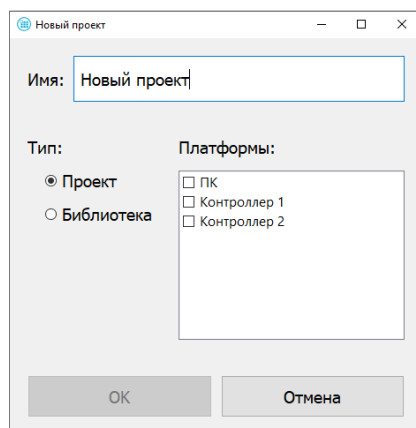 Новый проект
Имя: Новый проект
Тип: Платформы:
Проект
Библиотека
ПК
Контроллер 1
Контроллер 2
OK Отмена